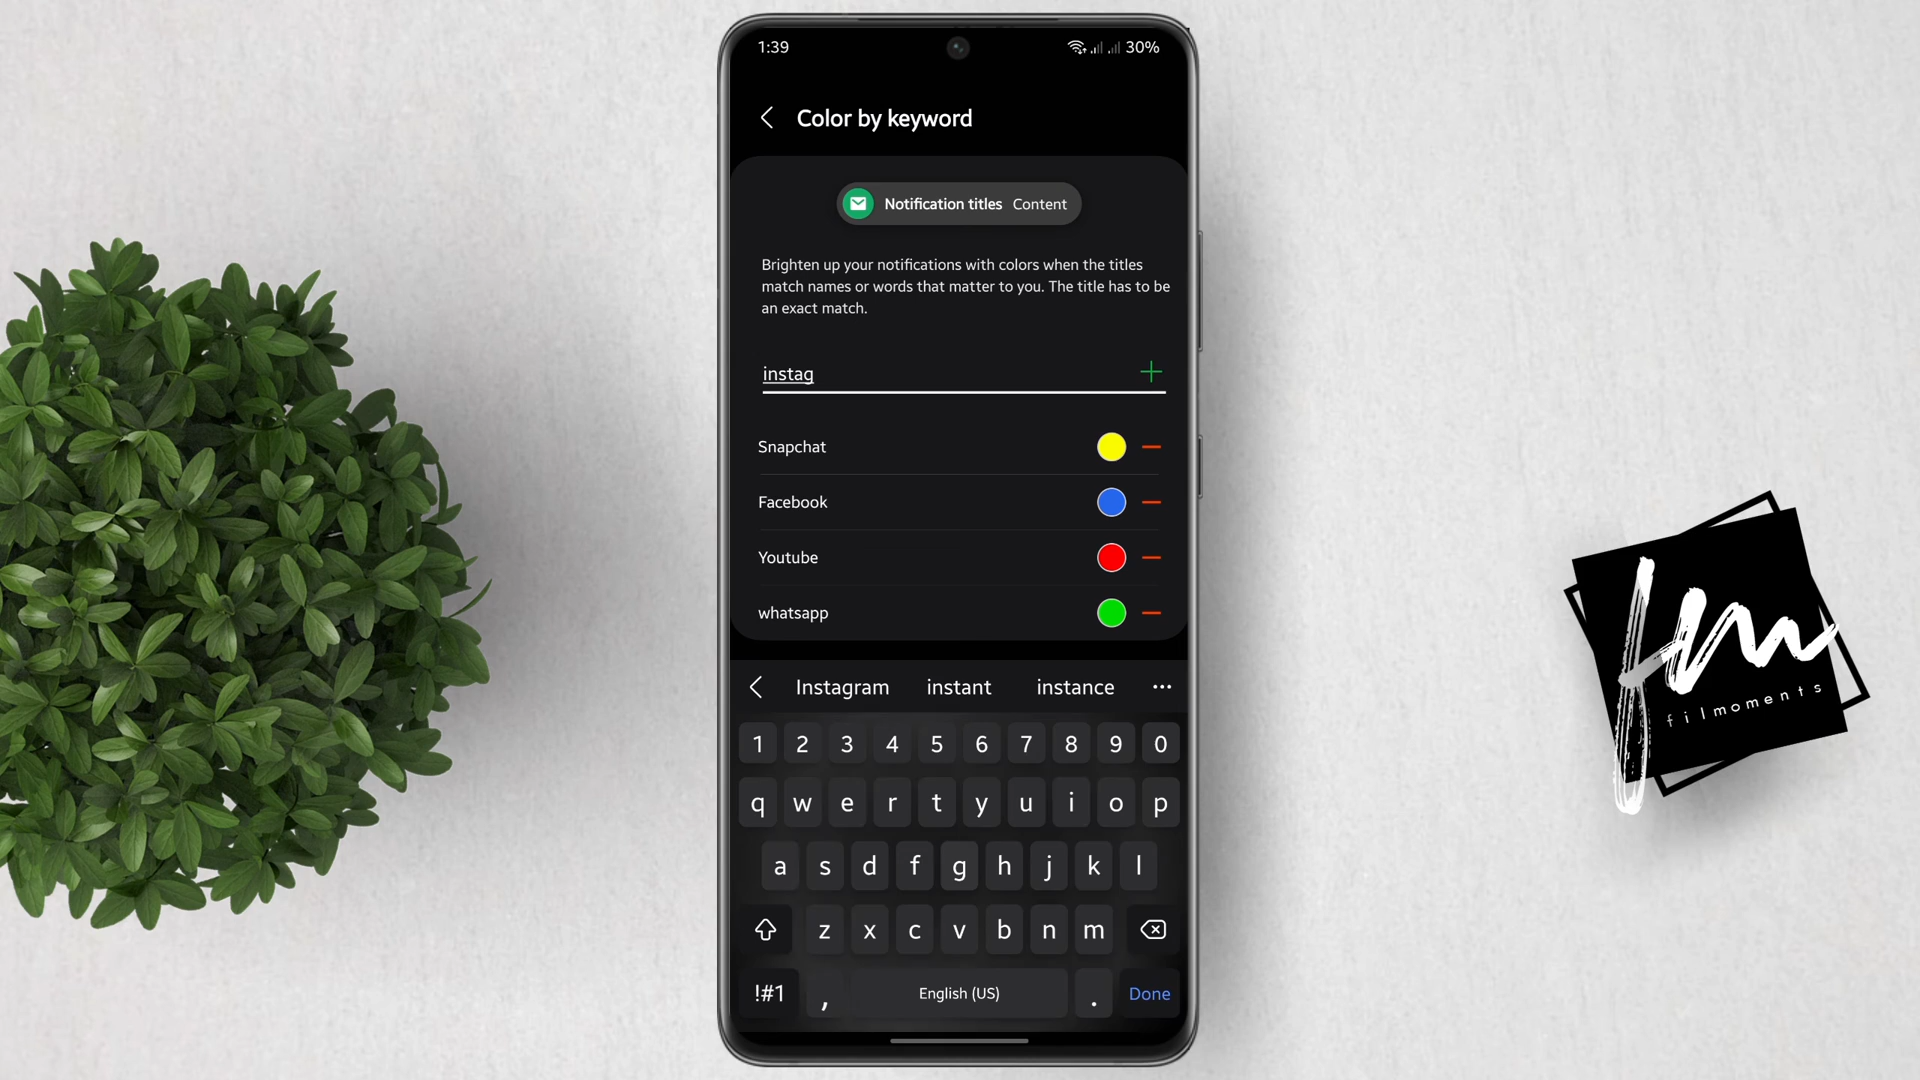 1:39
30%
Color by keyword
Notification titles Content
Brighten up your notifications with colors when the titles
match names or words that matter to you. The title has to be
an exact match.
instag
Snapchat
Facebook
Youtube
whatsapp
Instagram instant instance
1 2 3 4 5 6 7 8 9 0
q w e r t y u i o p
a s d f g h j k l
z x c v b n m
!#1 , English (US) . Done
fm
filmoments